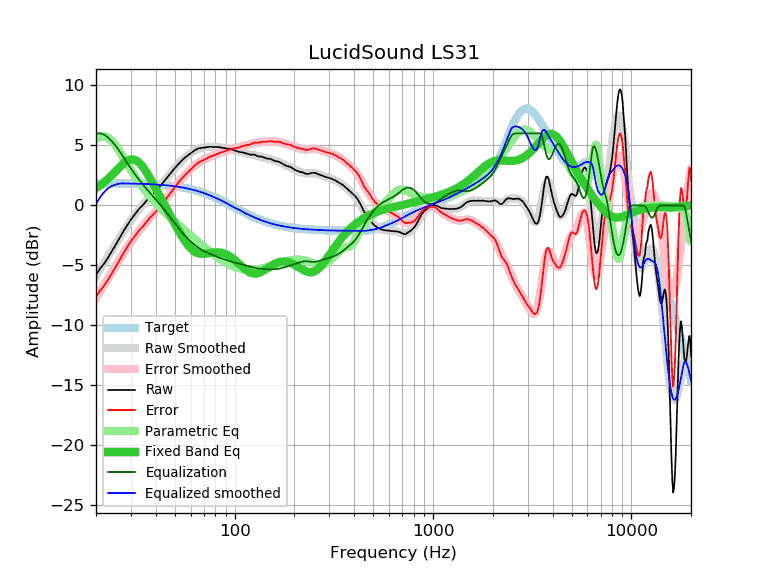 LucidSound LS31
10
5
0
−5
−10
−15
−20
−25
Amplitude (dBr)
Target
Raw Smoothed
Error Smoothed
Raw
Error
Parametric Eq
Fixed Band Eq
Equalization
Equalized smoothed
100
1000
10000
Frequency (Hz)